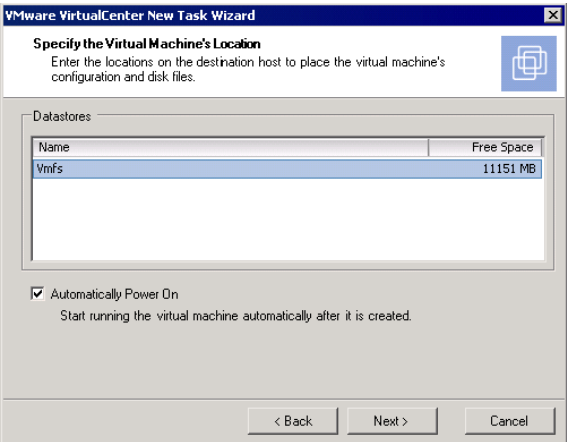 VMware VirtualCenter New Task Wizard
Specify the Virtual Machine's Location
Enter the locations on the destination host to place the virtual machine's
configuration and disk files.
Datastores
Name Free Space
Vmfs 11151 MB
Automatically Power On
Start running the virtual machine automatically after it is created.
< Back Next > Cancel